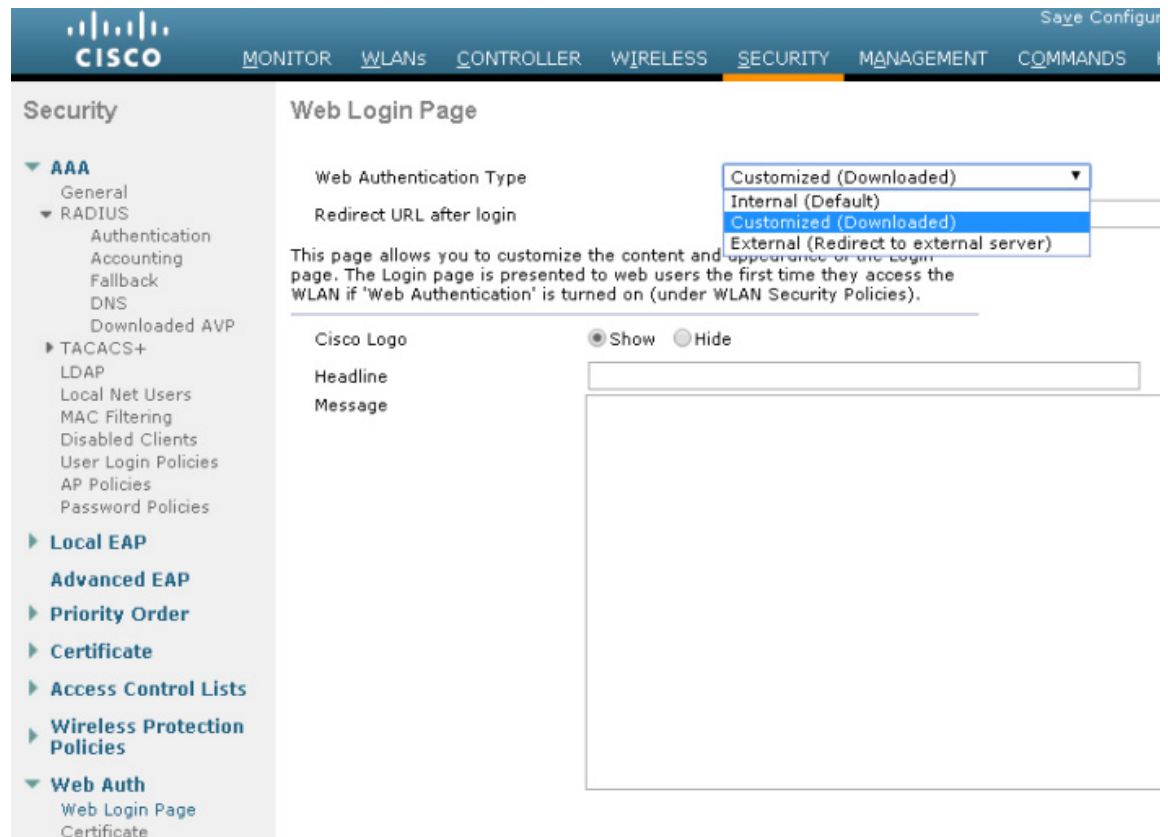 Save Configur
CISCO
MONITOR WLANs CONTROLLER WIRELESS SECURITY MANAGEMENT COMMANDS
Security
AAA
General
RADIUS
Authentication
Accounting
Fallback
DNS
Downloaded AVP
TACACS+
LDAP
Local Net Users
MAC Filtering
Disabled Clients
User Login Policies
AP Policies
Password Policies
Local EAP
Advanced EAP
Priority Order
Certificate
Access Control Lists
Wireless Protection
Policies
Web Auth
Web Login Page
Certificate
Web Login Page
Web Authentication Type
Customized (Downloaded)
Internal (Default)
Customized (Downloaded)
External (Redirect to external server)
Redirect URL after login
This page allows you to customize the content and appearance of the Login
page. The Login page is presented to web users the first time they access the
WLAN if 'Web Authentication' is turned on (under WLAN Security Policies).
Cisco Logo Show Hide
Headline
Message